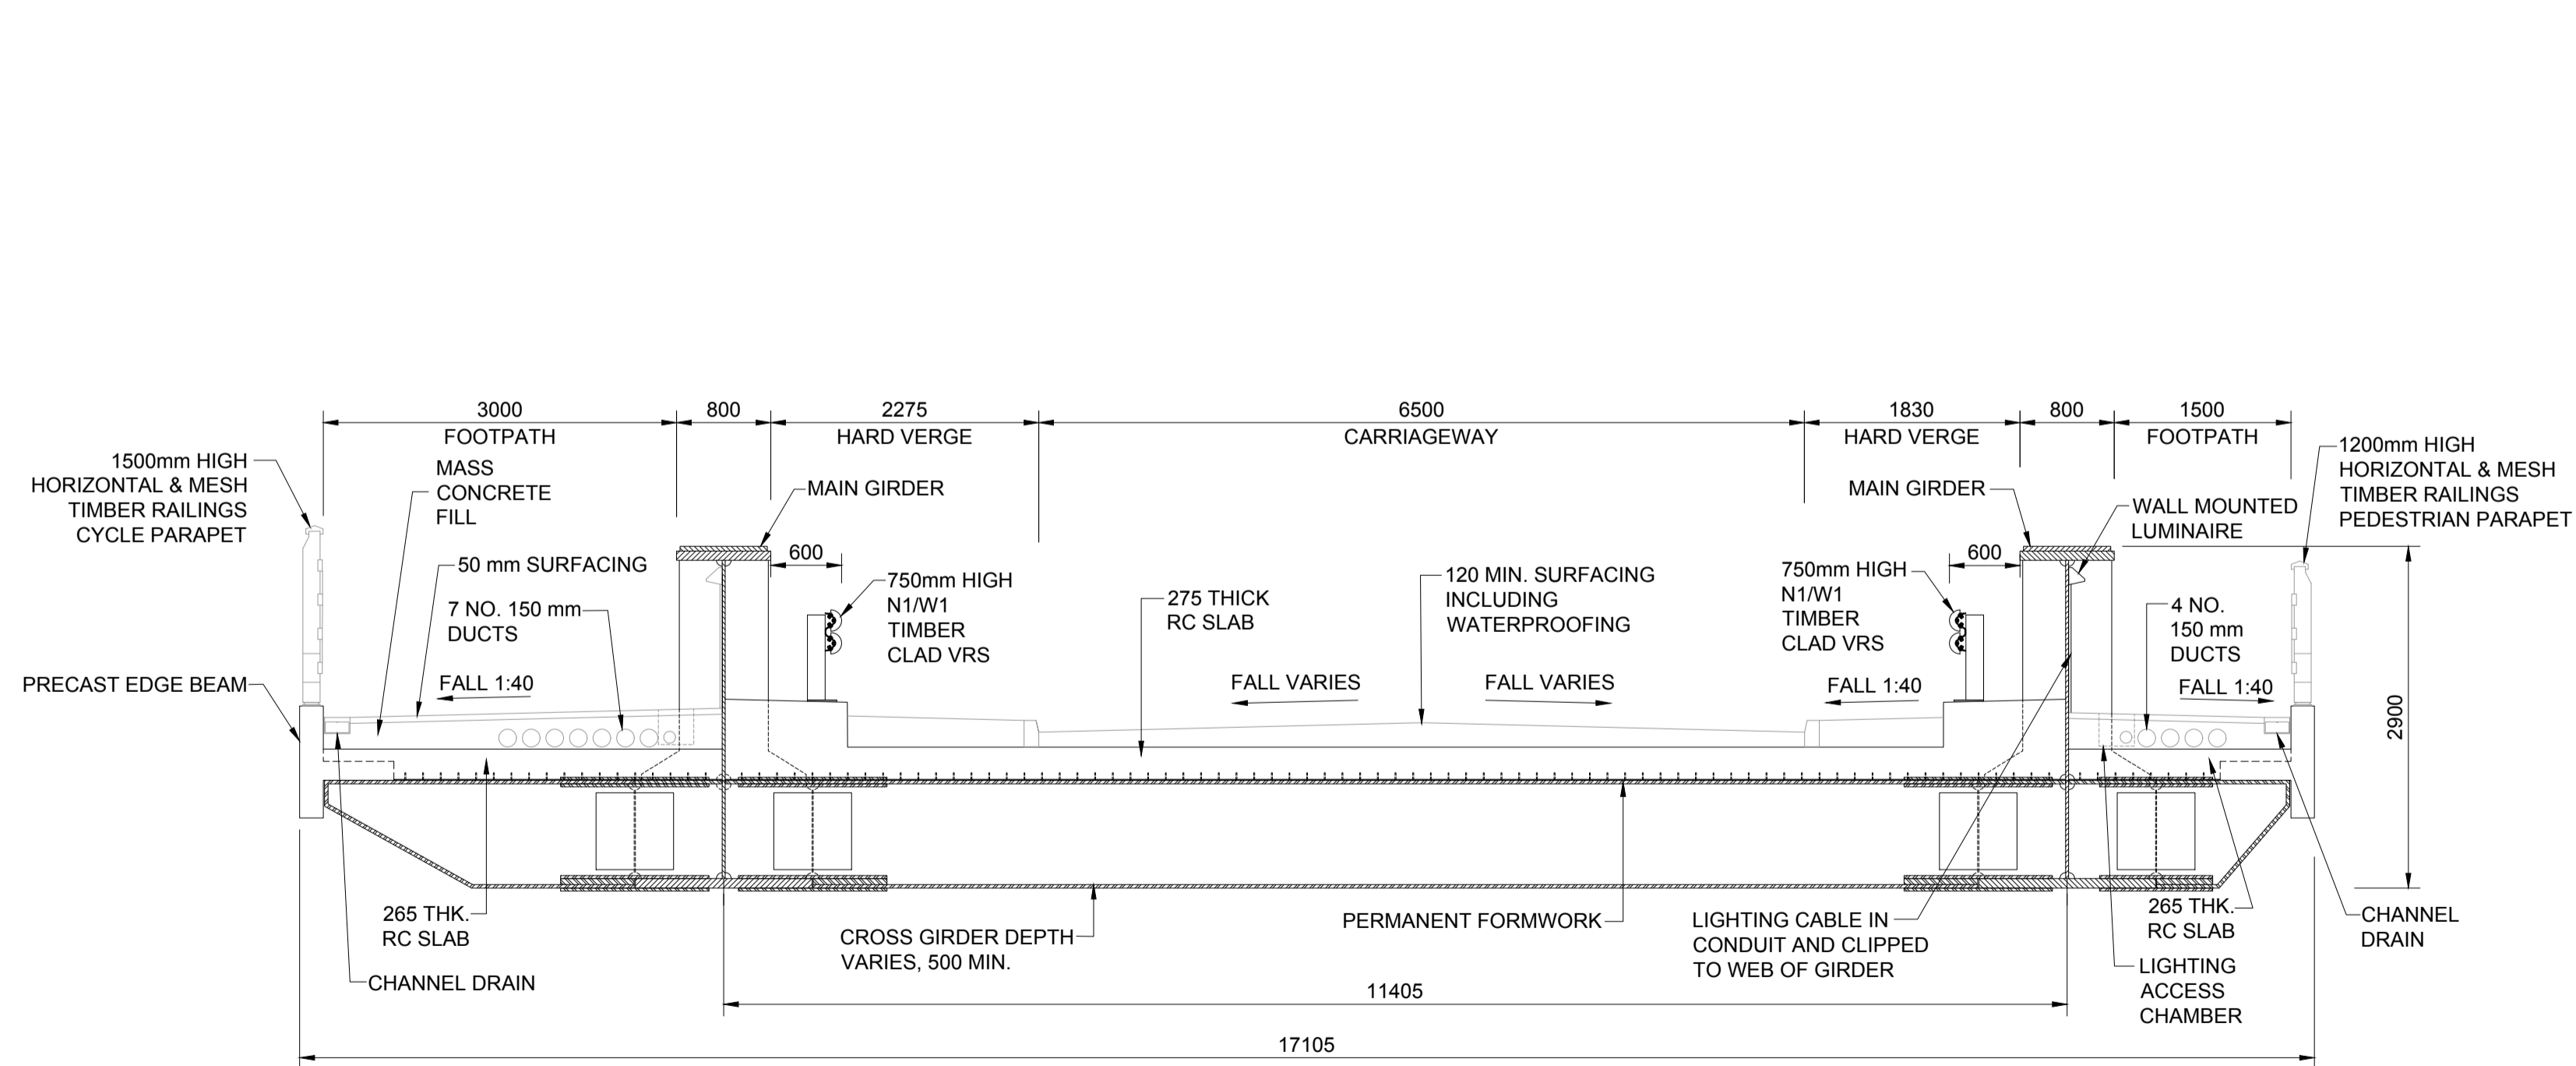 3000
800
2275
6500
1830
800
1500
FOOTPATH
HARD VERGE
CARRIAGEWAY
HARD VERGE
FOOTPATH
1500mm HIGH
HORIZONTAL & MESH
TIMBER RAILINGS
CYCLE PARAPET
MASS
CONCRETE
FILL
MAIN GIRDER
MAIN GIRDER
WALL MOUNTED
LUMINAIRE
1200mm HIGH
HORIZONTAL & MESH
TIMBER RAILINGS
PEDESTRIAN PARAPET
50 mm SURFACING
7 NO. 150 mm
DUCTS
600
750mm HIGH
N1/W1
TIMBER
CLAD VRS
275 THICK
RC SLAB
120 MIN. SURFACING
INCLUDING
WATERPROOFING
750mm HIGH
N1/W1
TIMBER
CLAD VRS
600
4 NO.
150 mm
DUCTS
PRECAST EDGE BEAM
FALL 1:40
FALL VARIES
FALL VARIES
FALL 1:40
FALL 1:40
2900
265 THK.
RC SLAB
CHANNEL DRAIN
CROSS GIRDER DEPTH
VARIES, 500 MIN.
PERMANENT FORMWORK
LIGHTING CABLE IN
CONDUIT AND CLIPPED
TO WEB OF GIRDER
265 THK.
RC SLAB
LIGHTING
ACCESS
CHAMBER
CHANNEL
DRAIN
11405
17105